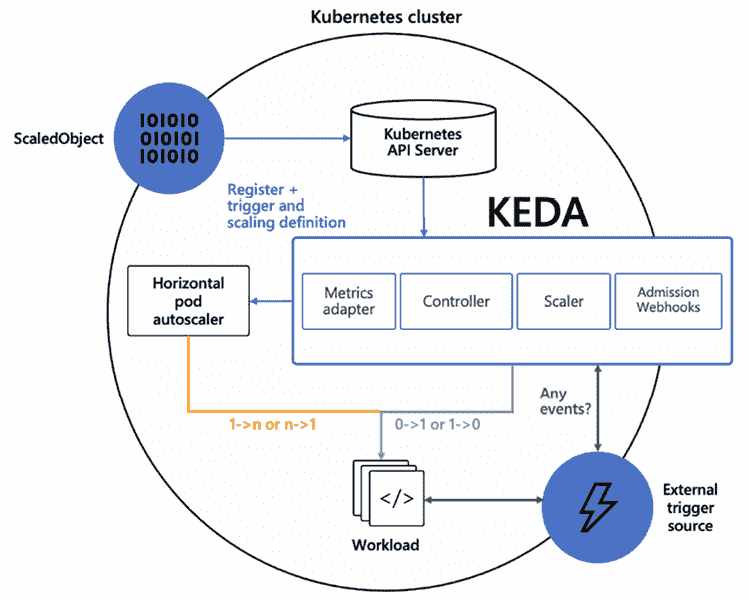 Kubernetes cluster
101010
010101
101010
ScaledObject
Kubernetes
API Server
Register +
trigger and
scaling definition
KEDA
Horizontal
pod
autoscaler
Metrics
adapter
Controller
Scaler
Admission
Webhooks
Any
events?
1->n or n->1
0->1 or 1->0
</>
Workload
External
trigger
source